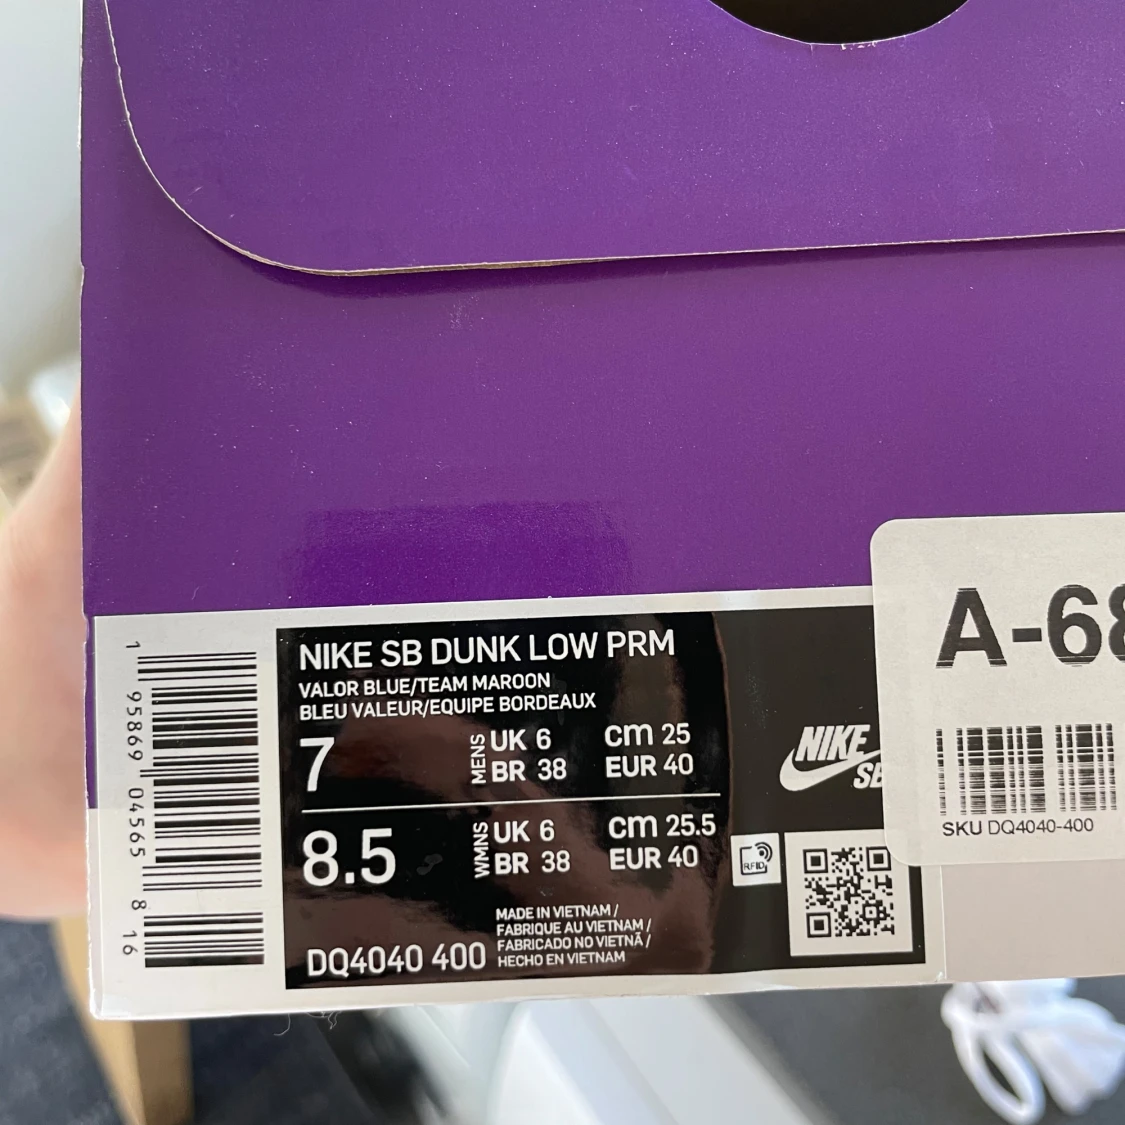 NIKE SB DUNK LOW PRM
VALOR BLUE/TEAM MAROON
BLEU VALEUR/EQUIPE BORDEAUX
7
MENS
UK 6
cm 25
BR 38
EUR 40
8.5
WMNS
UK 6
cm 25.5
BR 38
EUR 40
MADE IN VIETNAM /
FABRIQUE AU VIETNAM /
FABRICADO NO VIETNÃ /
HECHO EN VIETNAM
DQ4040 400
1 95869 04565 8 16
NIKE
SB
RFID
A-68
SKU DQ4040-400